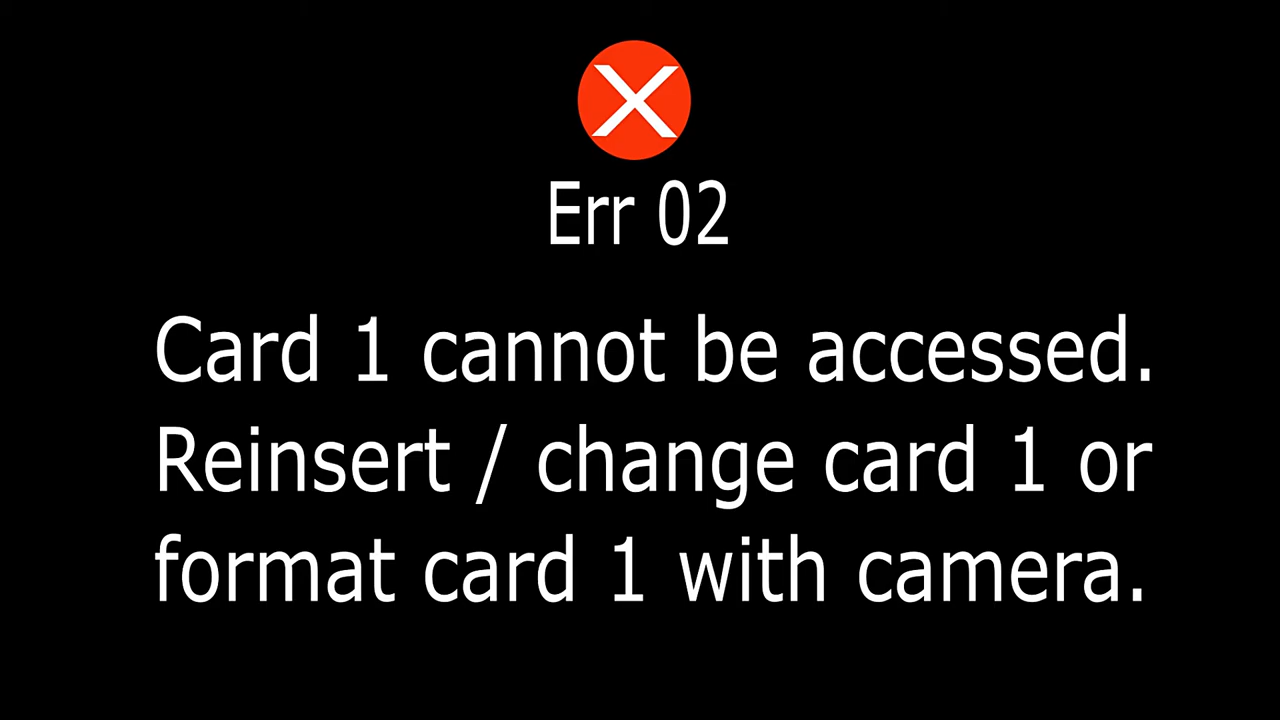 Err 02
Card 1 cannot be accessed.
Reinsert / change card 1 or
format card 1 with camera.